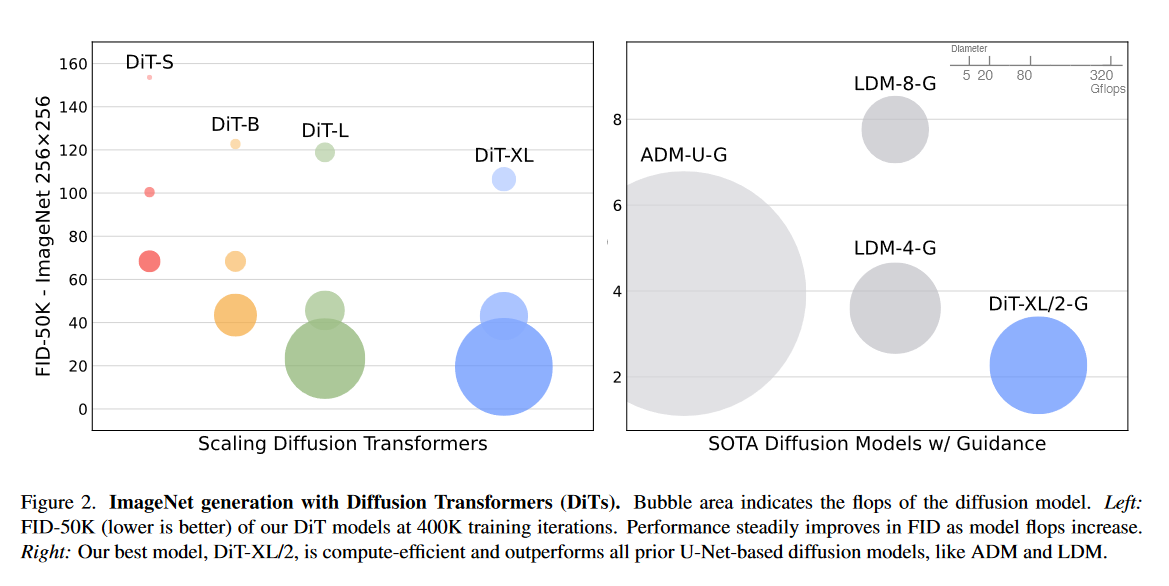 FID-50K - ImageNet 256×256
160
140
120
100
80
60
40
20
0
DiT-S
DiT-B
DiT-L
DiT-XL
Scaling Diffusion Transformers
8
6
4
2
Diameter
5 20 80 320
Gflops
LDM-8-G
ADM-U-G
LDM-4-G
DiT-XL/2-G
SOTA Diffusion Models w/ Guidance
Figure 2. ImageNet generation with Diffusion Transformers (DiTs). Bubble area indicates the flops of the diffusion model. Left:
FID-50K (lower is better) of our DiT models at 400K training iterations. Performance steadily improves in FID as model flops increase.
Right: Our best model, DiT-XL/2, is compute-efficient and outperforms all prior U-Net-based diffusion models, like ADM and LDM.